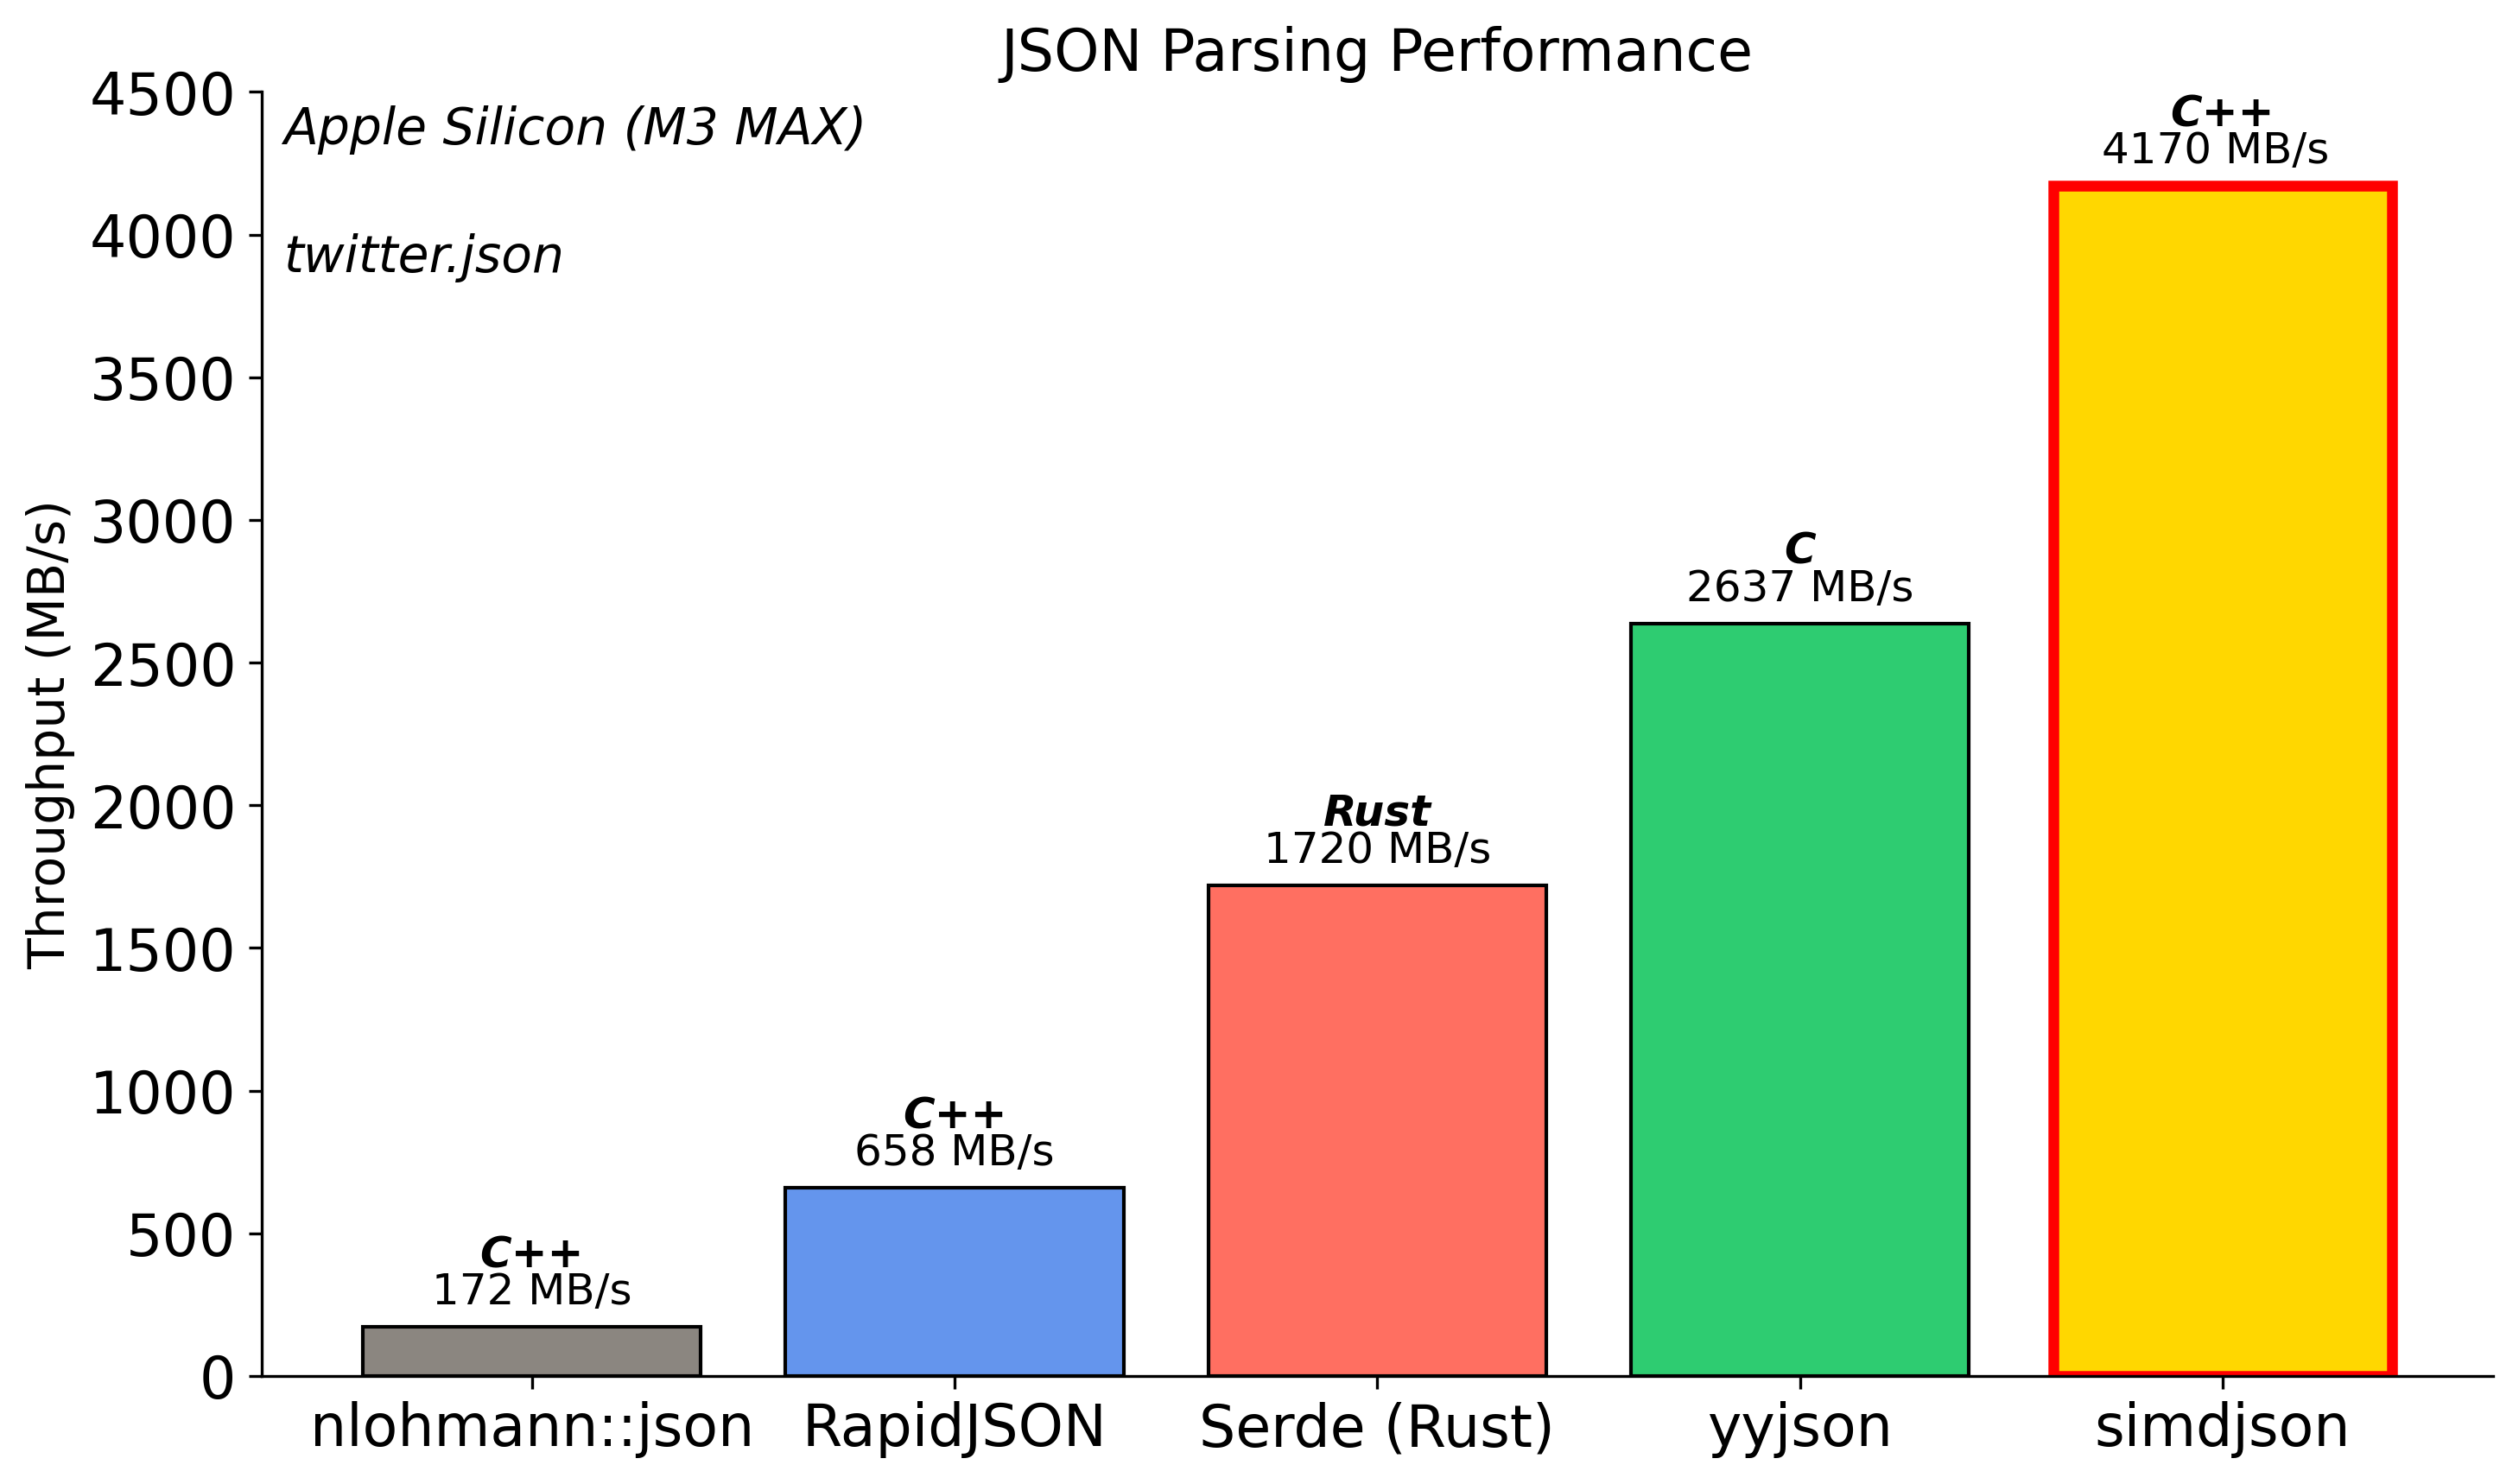 JSON Parsing Performance
Apple Silicon (M3 MAX)
twitter.json
Throughput (MB/s)
4500
4000
3500
3000
2500
2000
1500
1000
500
0
C++
172 MB/s
C++
658 MB/s
Rust
1720 MB/s
C
2637 MB/s
C++
4170 MB/s
nlohmann::json
RapidJSON
Serde (Rust)
yyjson
simdjson